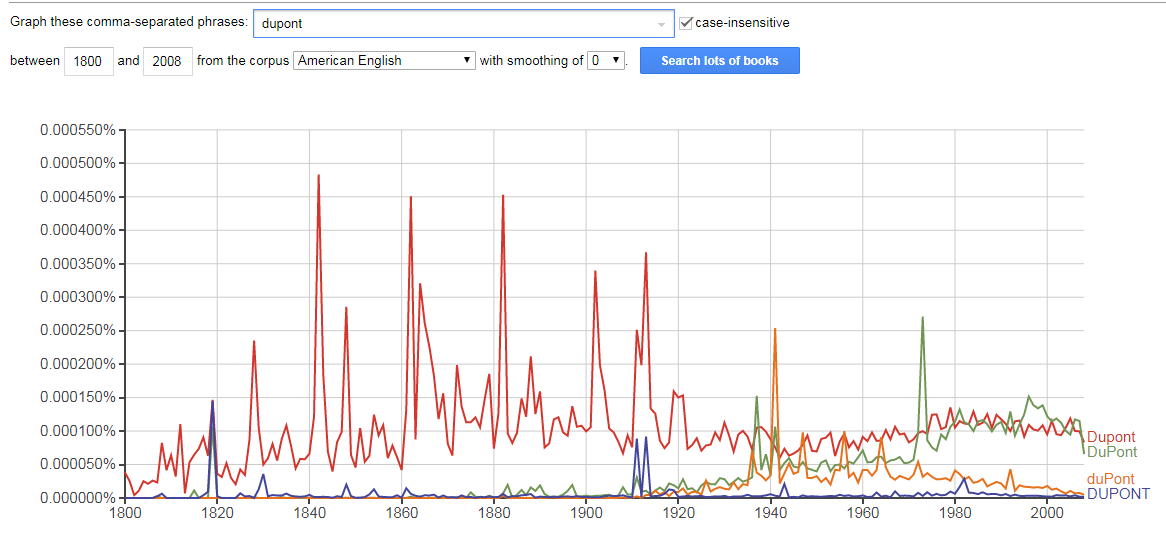 Graph these comma-separated phrases: dupont case-insensitive
between 1800 and 2008 from the corpus American English with smoothing of 0 . Search lots of books
0.000550%
0.000500%
0.000450%
0.000400%
0.000350%
0.000300%
0.000250%
0.000200%
0.000150%
0.000100%
0.000050%
0.000000%
1800 1820 1840 1860 1880 1900 1920 1940 1960 1980 2000
Dupont
DuPont
duPont
DUPONT